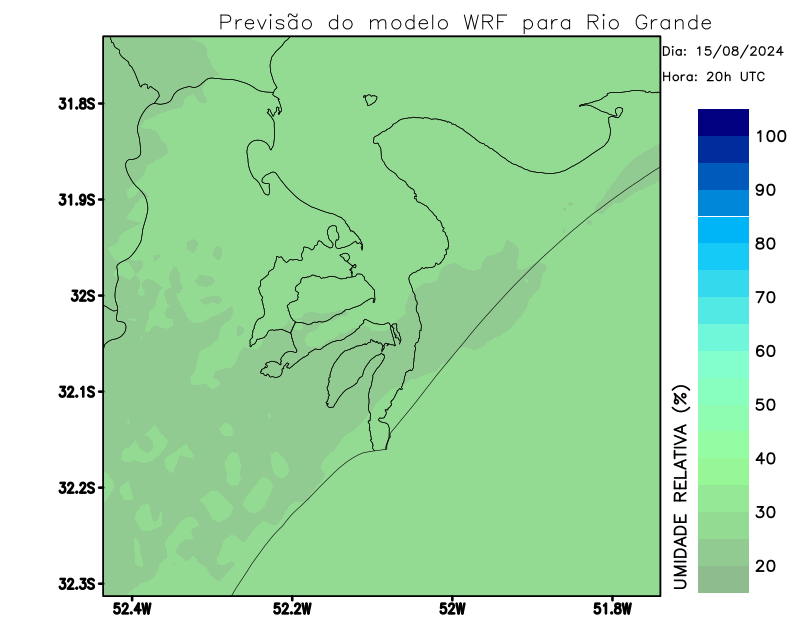 Previsão do modelo WRF para Rio Grande
Dia: 15/08/2024
Hora: 20h UTC
31.8S
31.9S
32S
32.1S
32.2S
32.3S
52.4W
52.2W
52W
51.8W
100
90
80
70
60
50
40
30
20
UMIDADE RELATIVA (%)